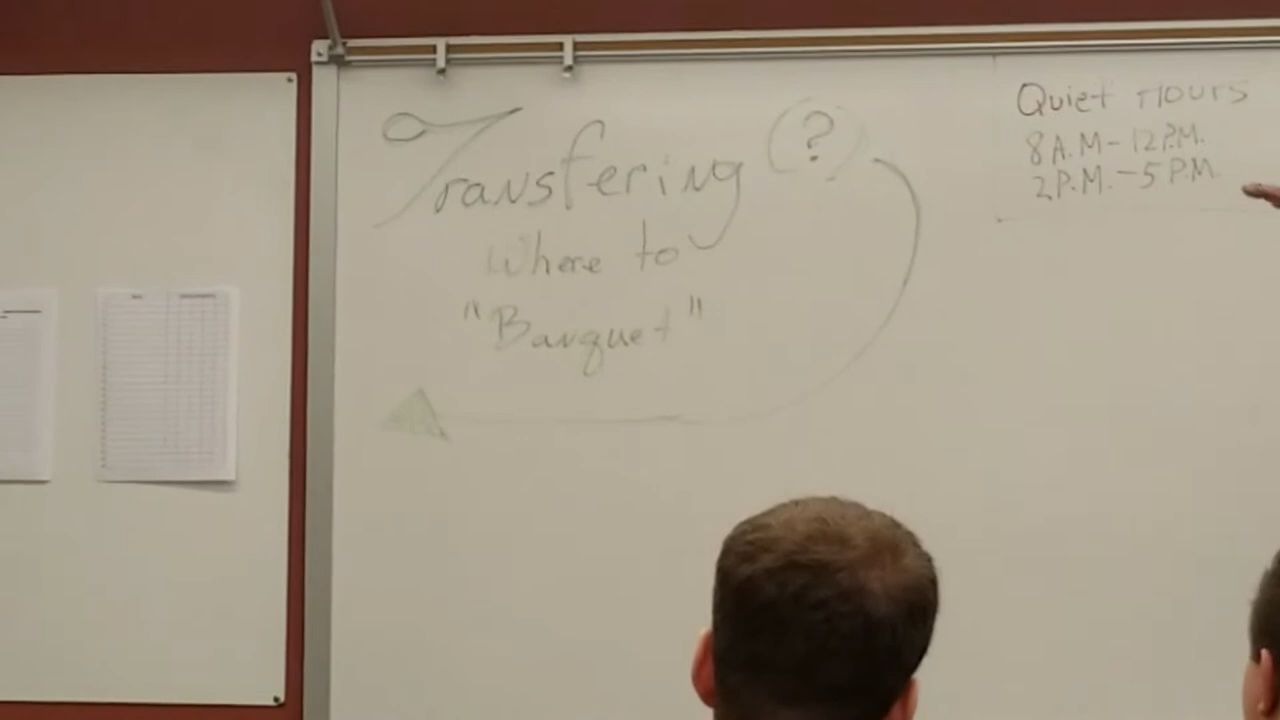 Transfering (?)
Where to
"Banquet"
Quiet Hours
8 A.M - 12 P.M.
2 P.M. - 5 P.M.